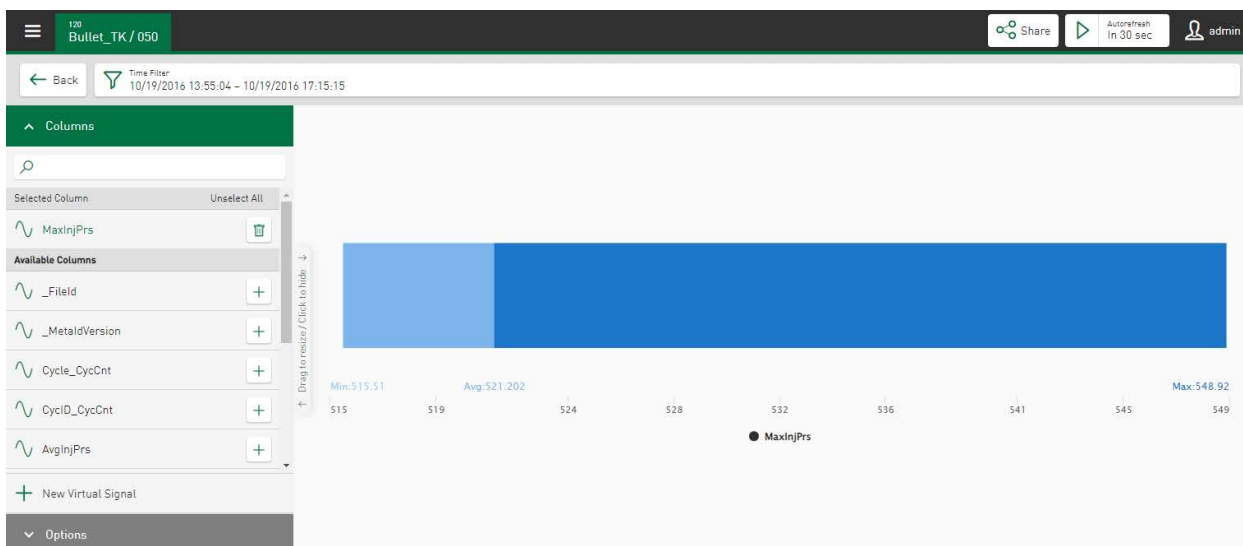 120
Bullet_TK / 050
Share
Autorefresh
In 30 sec
admin
Back
Time Filter
10/19/2016 13:55:04 – 10/19/2016 17:15:15
Columns
Selected Column Unselect All
MaxInjPrs
Available Columns
_FileId
_MetaIdVersion
Cycle_CycCnt
CycID_CycCnt
AvgInjPrs
New Virtual Signal
Options
← Drag to resize / Click to hide →
Min:515.51 Avg:521.202 Max:548.92
515 519 524 528 532 536 541 545 549
MaxInjPrs